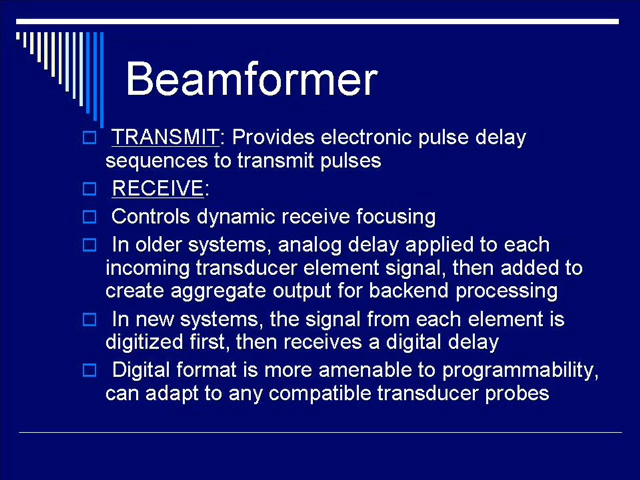 Beamformer
TRANSMIT: Provides electronic pulse delay
sequences to transmit pulses
RECEIVE:
Controls dynamic receive focusing
In older systems, analog delay applied to each
incoming transducer element signal, then added to
create aggregate output for backend processing
In new systems, the signal from each element is
digitized first, then receives a digital delay
Digital format is more amenable to programmability,
can adapt to any compatible transducer probes